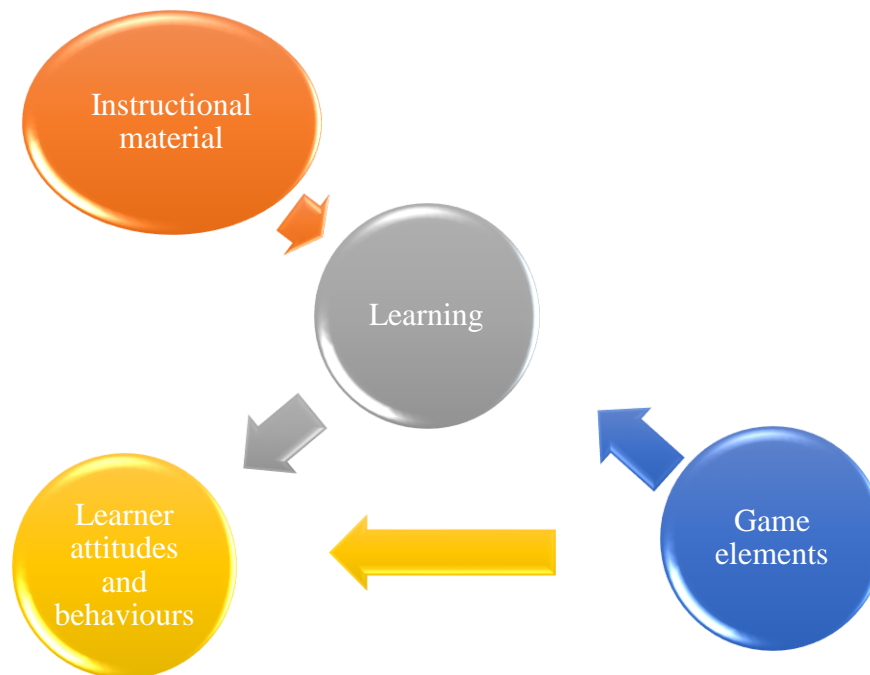 Instructional
material
Learning
Learner
attitudes
and
behaviours
Game
elements